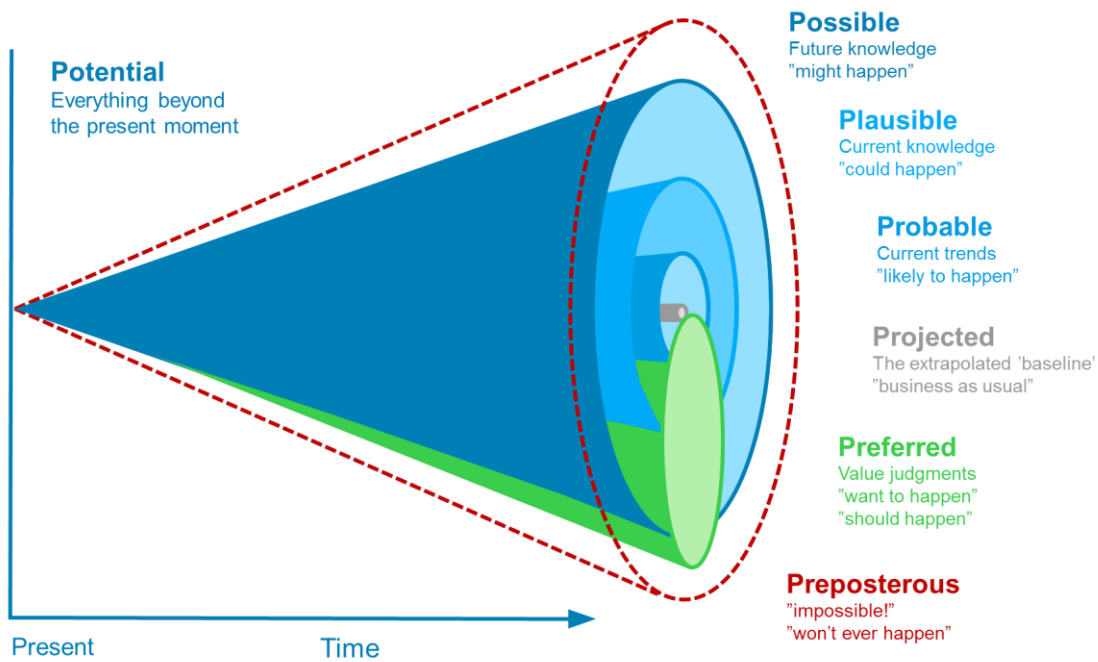 Potential
Everything beyond
the present moment
Possible
Future knowledge
”might happen”
Plausible
Current knowledge
”could happen”
Probable
Current trends
”likely to happen”
Projected
The extrapolated ’baseline’
”business as usual”
Preferred
Value judgments
”want to happen”
”should happen”
Preposterous
”impossible!”
”won’t ever happen”
Present
Time